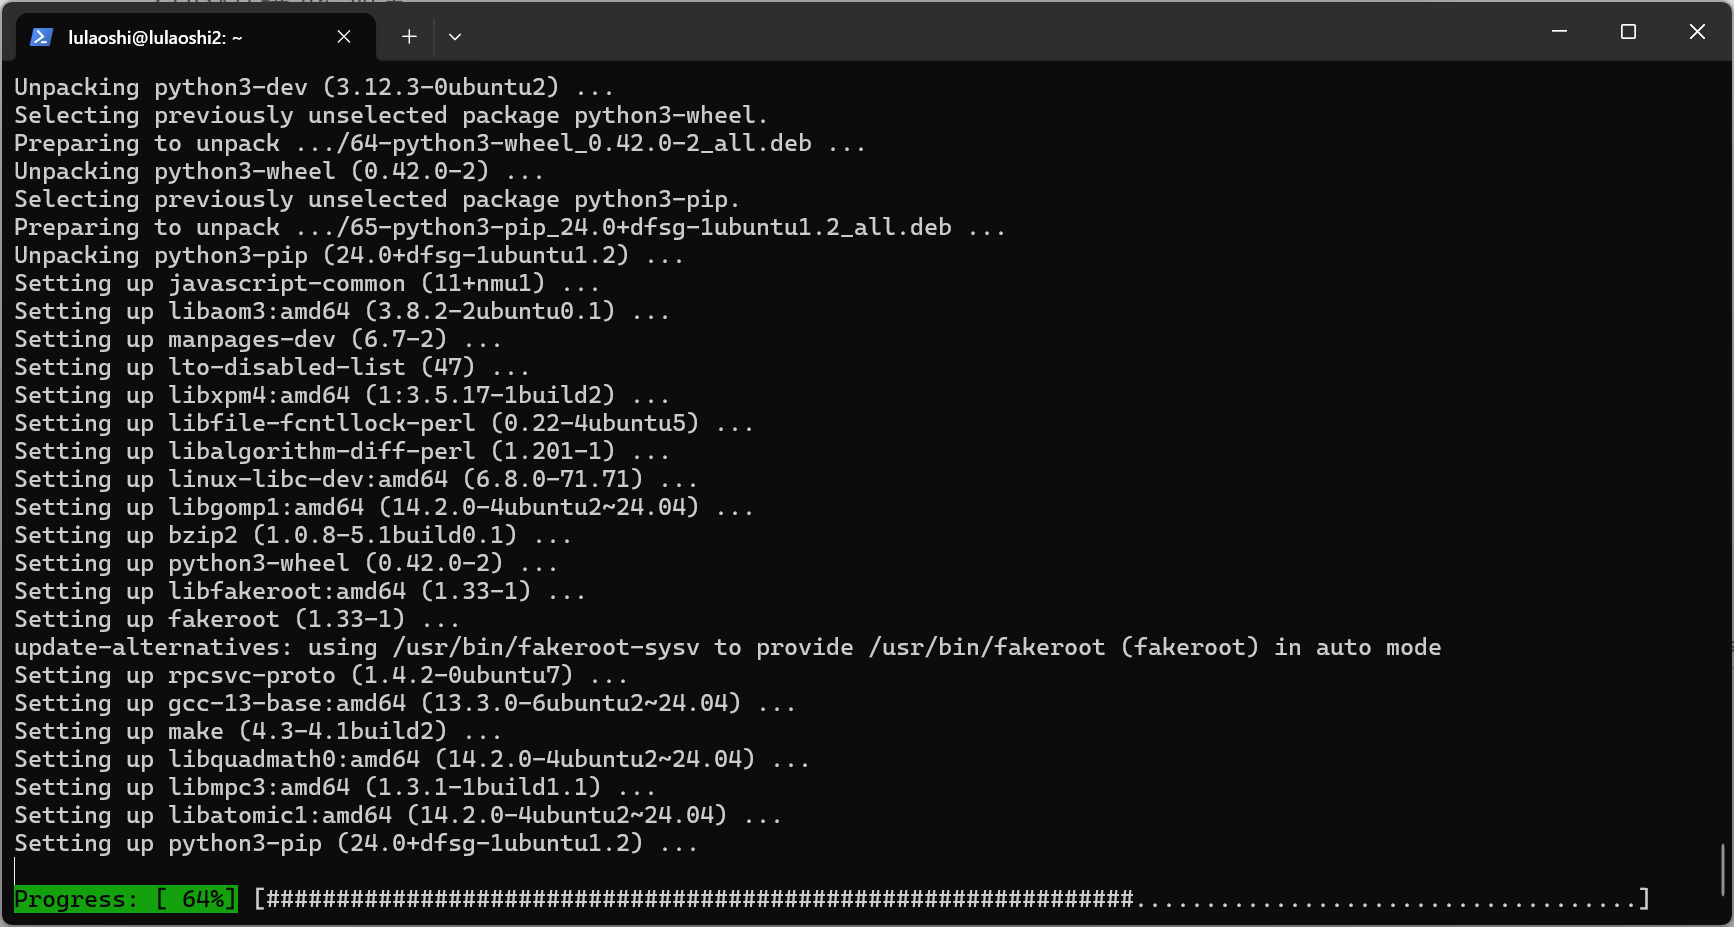 lulaoshi@lulaoshi2: ~
Unpacking python3-dev (3.12.3-0ubuntu2) ...
Selecting previously unselected package python3-wheel.
Preparing to unpack .../64-python3-wheel_0.42.0-2_all.deb ...
Unpacking python3-wheel (0.42.0-2) ...
Selecting previously unselected package python3-pip.
Preparing to unpack .../65-python3-pip_24.0+dfsg-1ubuntu1.2_all.deb ...
Unpacking python3-pip (24.0+dfsg-1ubuntu1.2) ...
Setting up javascript-common (11+nmu1) ...
Setting up libaom3:amd64 (3.8.2-2ubuntu0.1) ...
Setting up manpages-dev (6.7-2) ...
Setting up lto-disabled-list (47) ...
Setting up libxpm4:amd64 (1:3.5.17-1build2) ...
Setting up libfile-fcntllock-perl (0.22-4ubuntu5) ...
Setting up libalgorithm-diff-perl (1.201-1) ...
Setting up linux-libc-dev:amd64 (6.8.0-71.71) ...
Setting up libgomp1:amd64 (14.2.0-4ubuntu2~24.04) ...
Setting up bzip2 (1.0.8-5.1build0.1) ...
Setting up python3-wheel (0.42.0-2) ...
Setting up libfakeroot:amd64 (1.33-1) ...
Setting up fakeroot (1.33-1) ...
update-alternatives: using /usr/bin/fakeroot-sysv to provide /usr/bin/fakeroot (fakeroot) in auto mode
Setting up rpcsvc-proto (1.4.2-0ubuntu7) ...
Setting up gcc-13-base:amd64 (13.3.0-6ubuntu2~24.04) ...
Setting up make (4.3-4.1build2) ...
Setting up libquadmath0:amd64 (14.2.0-4ubuntu2~24.04) ...
Setting up libmpc3:amd64 (1.3.1-1build1.1) ...
Setting up libatomic1:amd64 (14.2.0-4ubuntu2~24.04) ...
Setting up python3-pip (24.0+dfsg-1ubuntu1.2) ...
Progress: [ 64%] [##############################################################....................................]